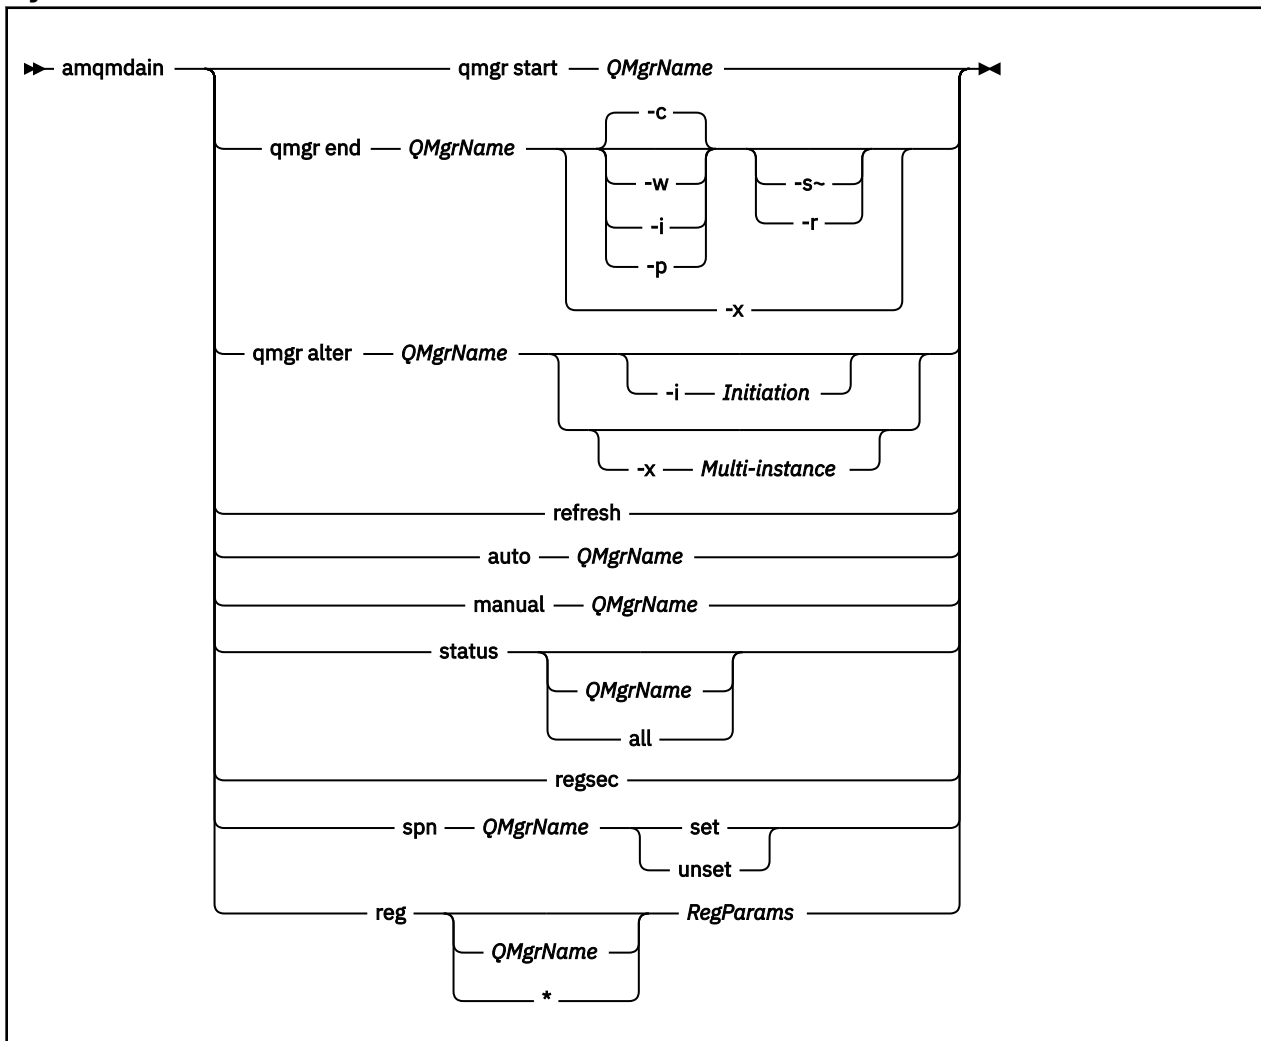 amqmdain qmgr start QMgrName
-c
qmgr end QMgrName
-w -s~
-i -r
-p
-x
qmgr alter QMgrName
-i Initiation
-x Multi-instance
refresh
auto QMgrName
manual QMgrName
status
QMgrName
all
regsec
spn QMgrName set
unset
reg RegParams
QMgrName
*